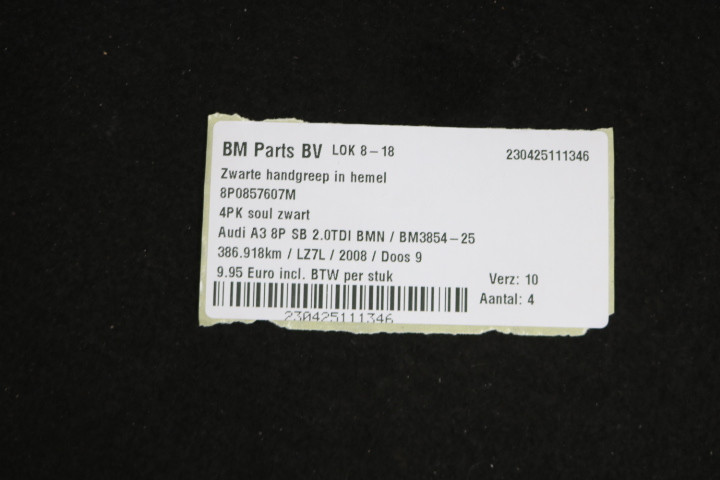 BM Parts BV LOK 8-18 230425111346
Zwarte handgreep in hemel
8P0857607M
4PK soul zwart
Audi A3 8P SB 2.0TDI BMN / BM3854-25
386.918km / LZ7L / 2008 / Doos 9
9.95 Euro incl. BTW per stuk Verz: 10
Aantal: 4
230425111346